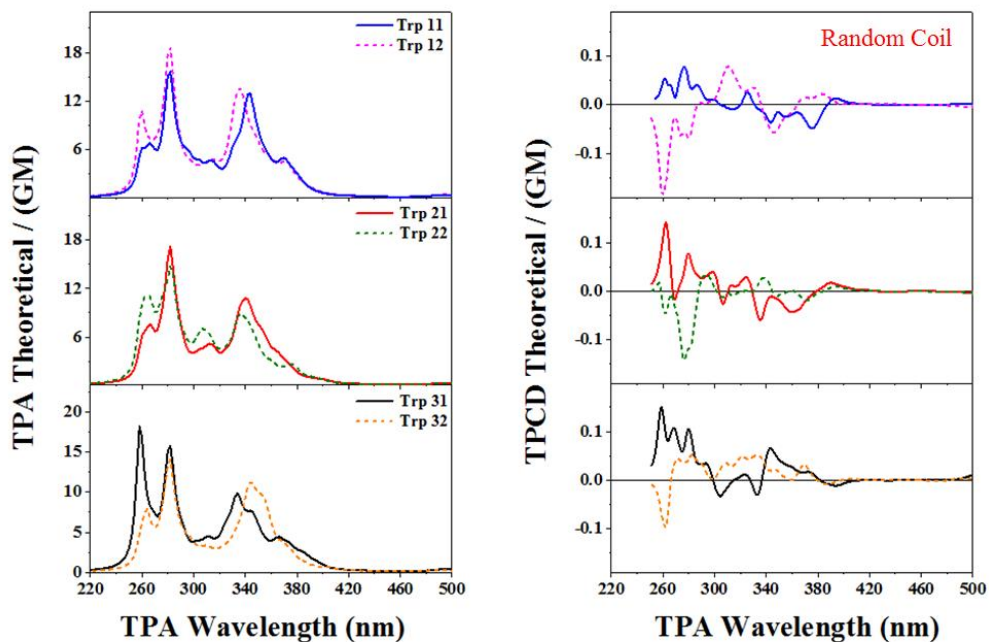 TPA Theoretical / (GM)
18
12
6
Trp 11
Trp 12
18
12
6
Trp 21
Trp 22
20
15
10
5
0
Trp 31
Trp 32
220 260 300 340 380 420 460 500
TPA Wavelength (nm)
TPCD Theoretical / (GM)
Random Coil
0.1
0.0
-0.1
0.1
0.0
-0.1
0.1
0.0
-0.1
220 260 300 340 380 420 460 500
TPA Wavelength (nm)